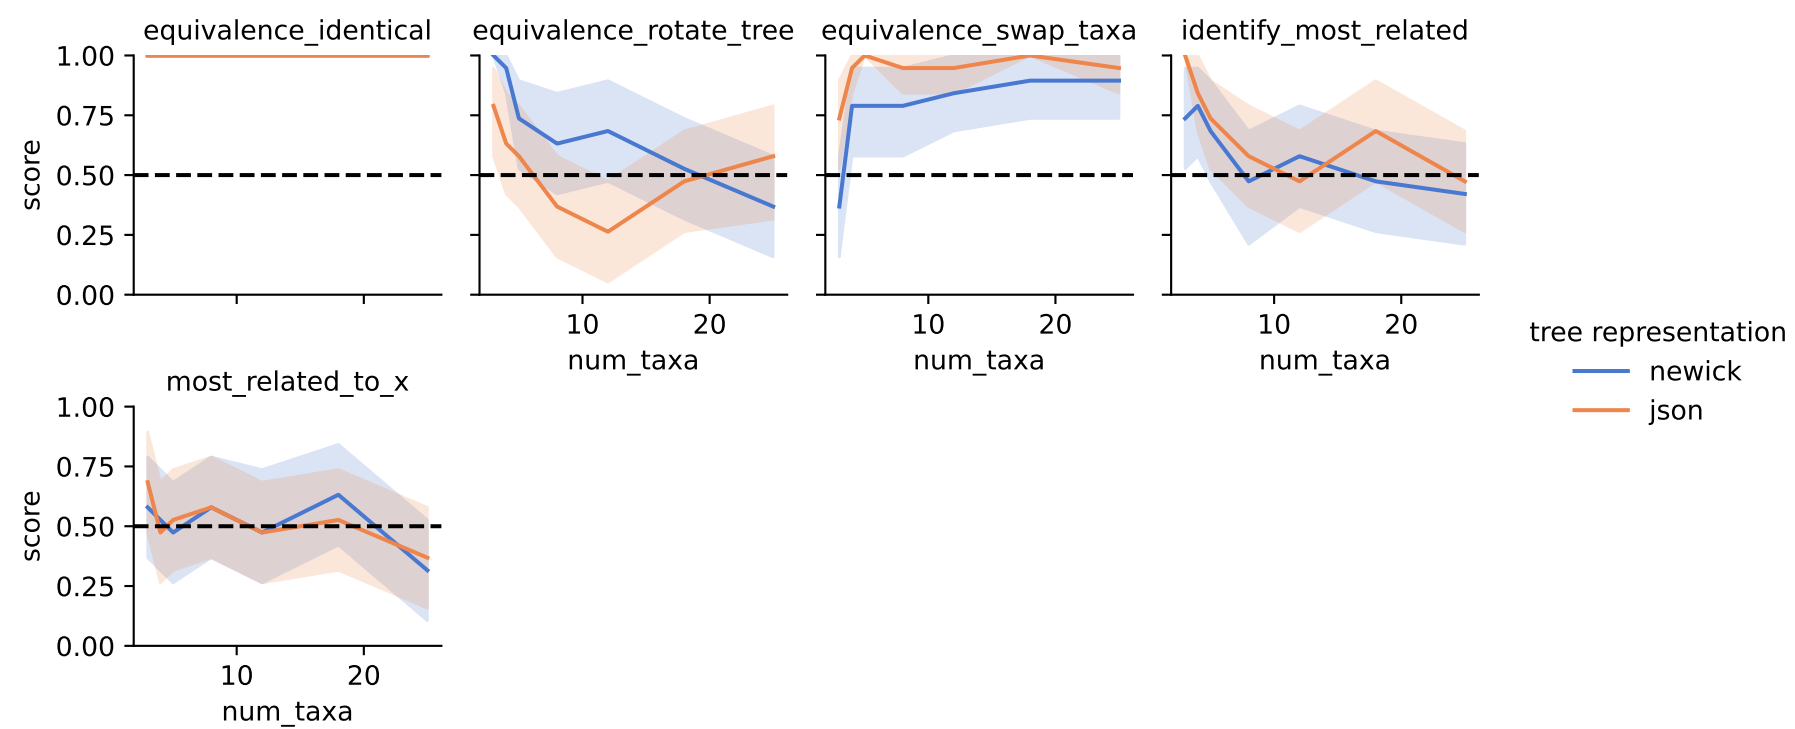 equivalence_identical
equivalence_rotate_tree
equivalence_swap_taxa
identify_most_related
1.00
0.75
0.50
0.25
0.00
score
10
20
num_taxa
10
20
num_taxa
10
20
num_taxa
tree representation
newick
json
most_related_to_x
1.00
0.75
0.50
0.25
0.00
score
10
20
num_taxa